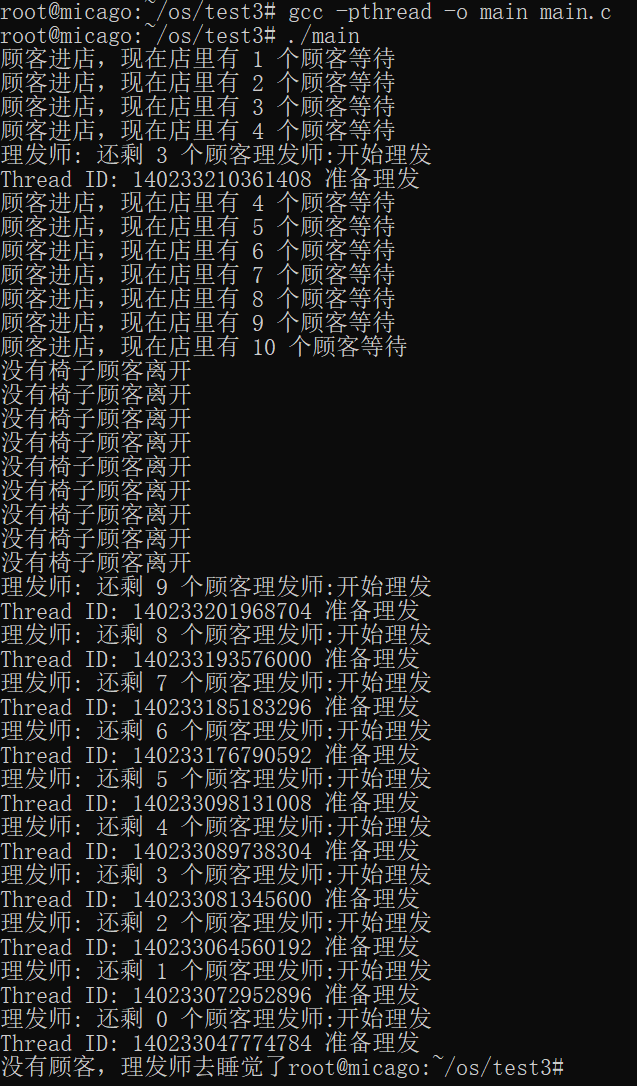 root@micago:~/os/test3# gcc -pthread -o main main.c
root@micago:~/os/test3# ./main
顾客进店，现在店里有 1 个顾客等待
顾客进店，现在店里有 2 个顾客等待
顾客进店，现在店里有 3 个顾客等待
顾客进店，现在店里有 4 个顾客等待
理发师: 还剩 3 个顾客理发师:开始理发
Thread ID: 140233210361408 准备理发
顾客进店，现在店里有 4 个顾客等待
顾客进店，现在店里有 5 个顾客等待
顾客进店，现在店里有 6 个顾客等待
顾客进店，现在店里有 7 个顾客等待
顾客进店，现在店里有 8 个顾客等待
顾客进店，现在店里有 9 个顾客等待
顾客进店，现在店里有 10 个顾客等待
没有椅子顾客离开
没有椅子顾客离开
没有椅子顾客离开
没有椅子顾客离开
没有椅子顾客离开
没有椅子顾客离开
没有椅子顾客离开
没有椅子顾客离开
没有椅子顾客离开
理发师: 还剩 9 个顾客理发师:开始理发
Thread ID: 140233201968704 准备理发
理发师: 还剩 8 个顾客理发师:开始理发
Thread ID: 140233193576000 准备理发
理发师: 还剩 7 个顾客理发师:开始理发
Thread ID: 140233185183296 准备理发
理发师: 还剩 6 个顾客理发师:开始理发
Thread ID: 140233176790592 准备理发
理发师: 还剩 5 个顾客理发师:开始理发
Thread ID: 140233098131008 准备理发
理发师: 还剩 4 个顾客理发师:开始理发
Thread ID: 140233089738304 准备理发
理发师: 还剩 3 个顾客理发师:开始理发
Thread ID: 140233081345600 准备理发
理发师: 还剩 2 个顾客理发师:开始理发
Thread ID: 140233064560192 准备理发
理发师: 还剩 1 个顾客理发师:开始理发
Thread ID: 140233072952896 准备理发
理发师: 还剩 0 个顾客理发师:开始理发
Thread ID: 140233047774784 准备理发
没有顾客，理发师去睡觉了root@micago:~/os/test3#